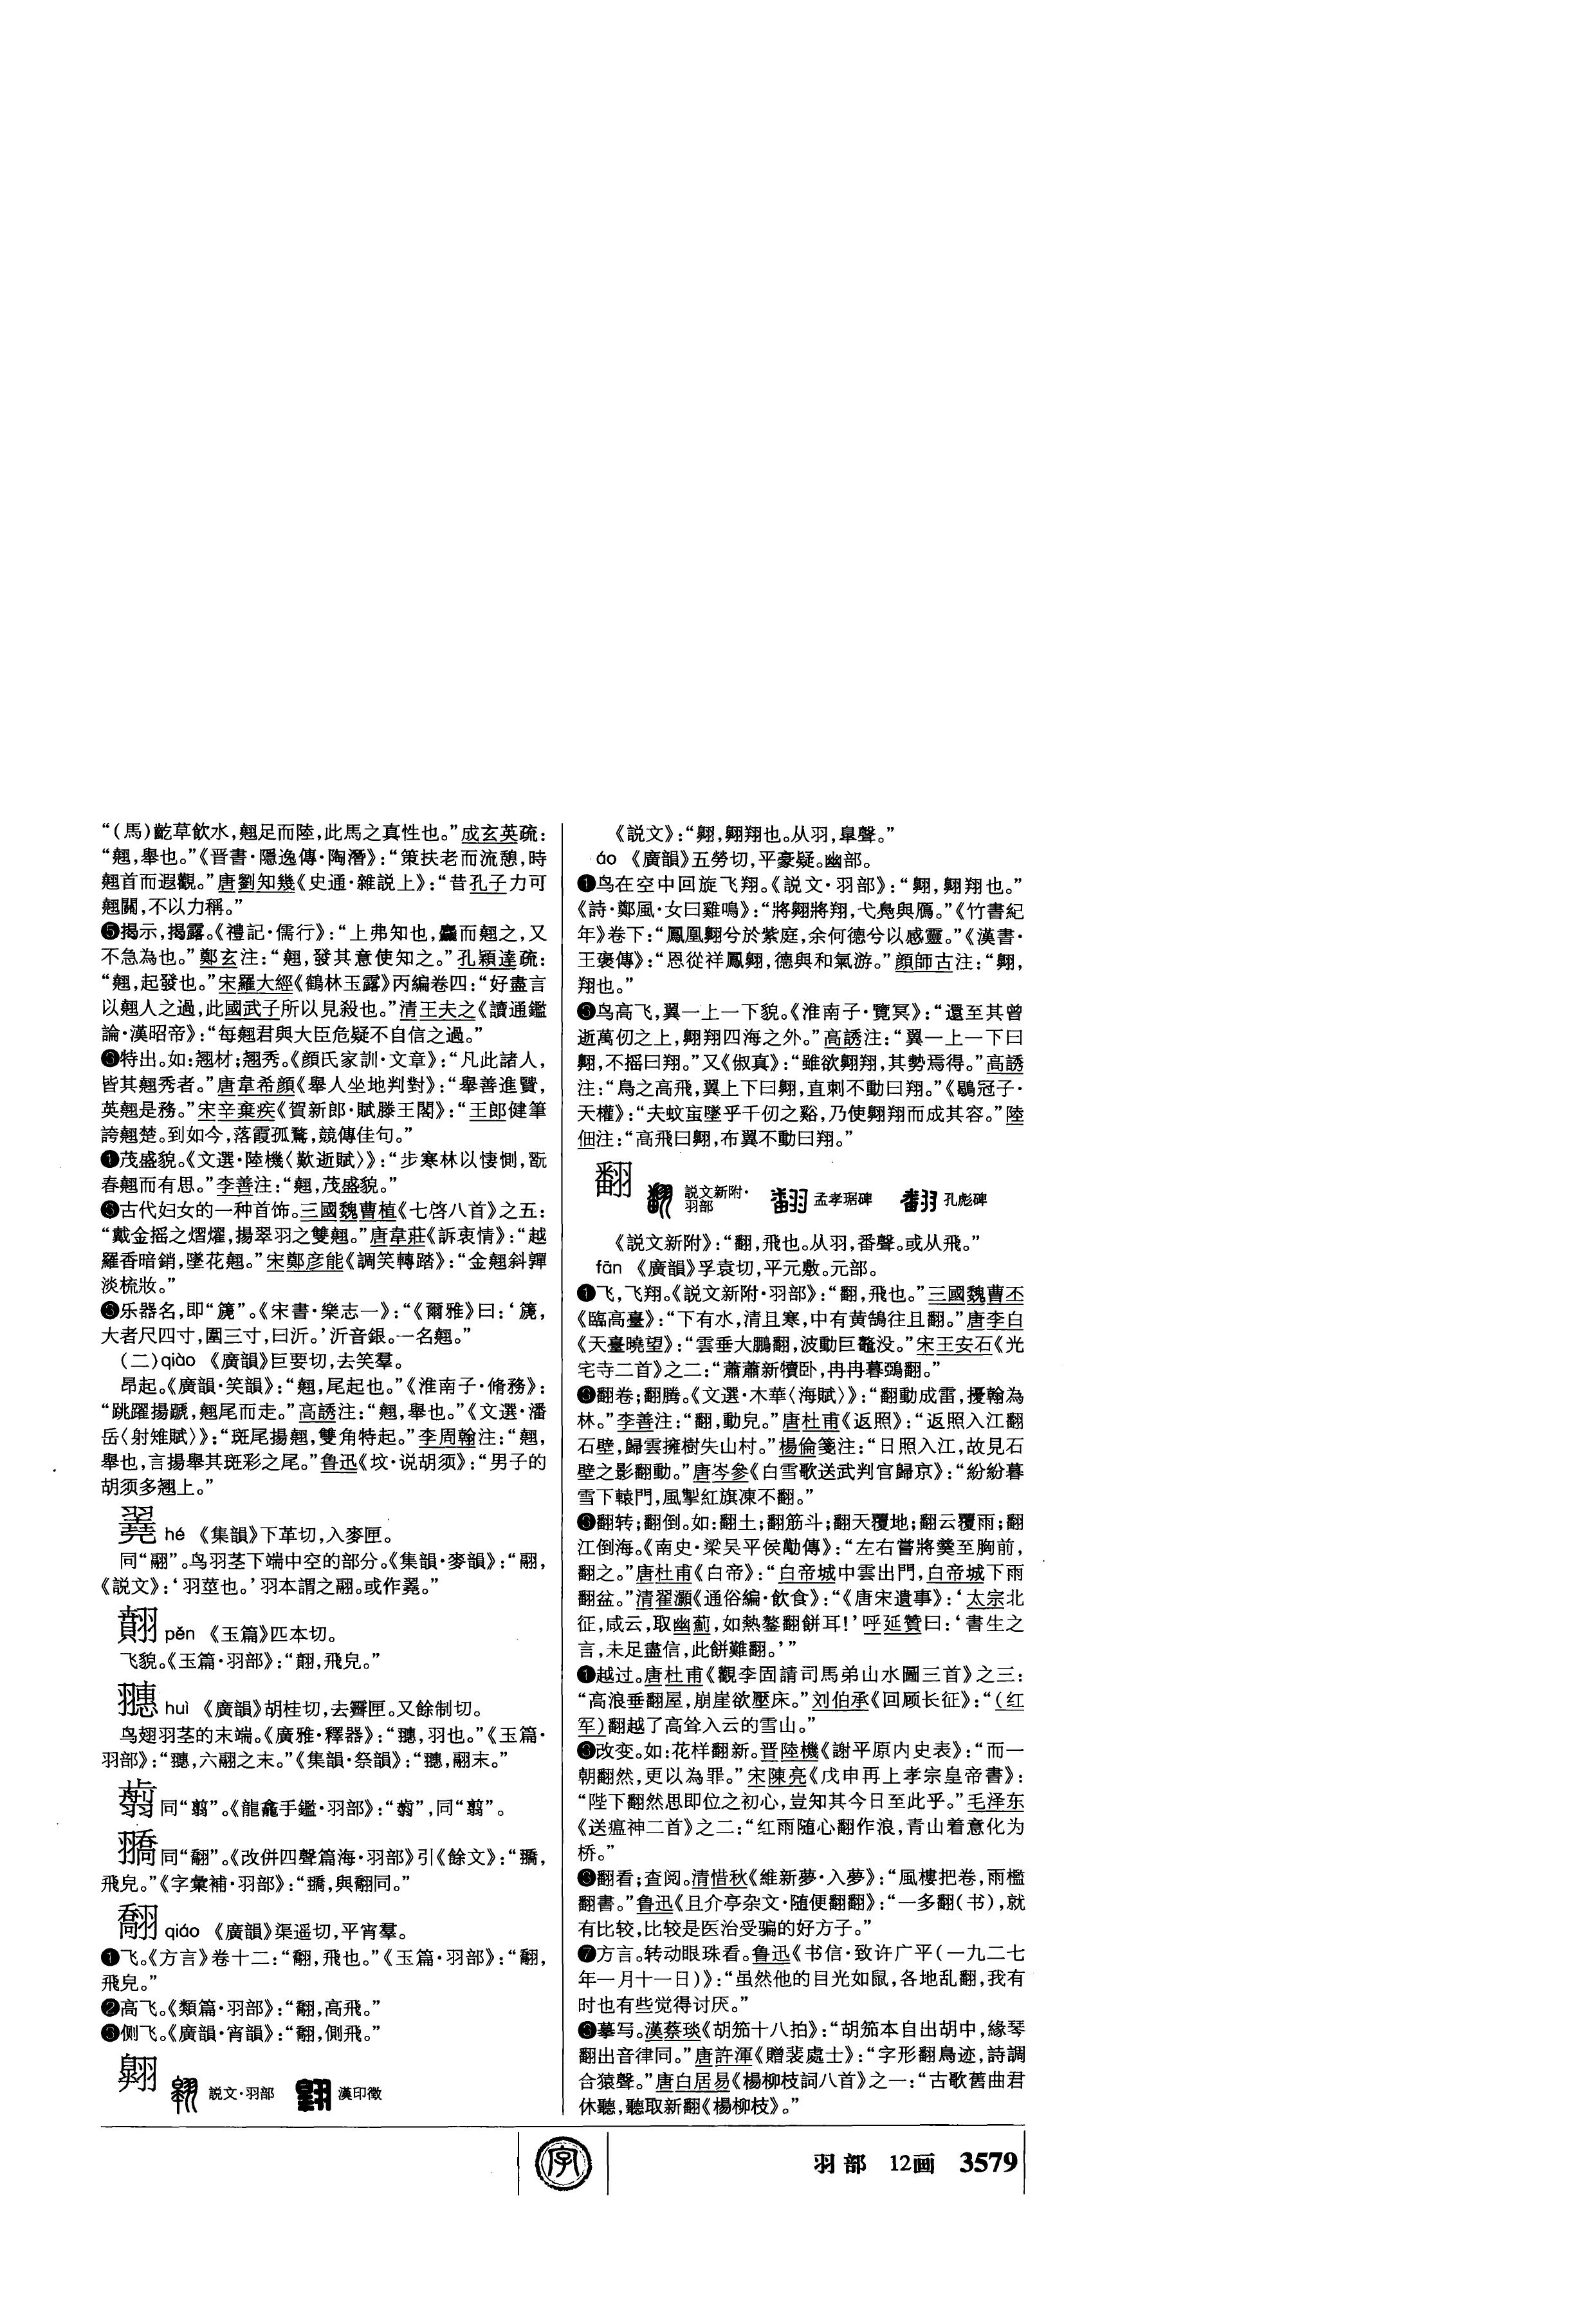 “(馬)齕草飲水,翹足而陸,此馬之真性也。”成玄英疏:
“翹,舉也。”《晋書·隱逸傳·陶潛》:“策扶老而流憩,時
翹首而遐觀。”唐劉知幾《史通·雜説上》:“昔孔子力可
翹關,不以力稱。”
揭示,揭露。《禮記·儒行》:“上弗知也,麤而翹之,又
不急為也。”鄭玄注:“翹,發其意使知之。”孔穎達疏:
“翹,起發也。”宋羅大經《鶴林玉露》丙編卷四:“好盡言
以翹人之過,此國武子所以見殺也。”清王夫之《讀通鑑
論·漢昭帝》:“每翹君與大臣危疑不自信之過。”
特出。如:翹材;翹秀。《顔氏家訓·文章》:“凡此諸人,
皆其翹秀者。”唐韋希顔《舉人坐地判對》:“舉善進賢,
英翹是務。”宋辛棄疾《賀新郎·賦滕王閣》:“王郎健筆
誇翹楚。到如今,落霞孤鶩,競傳佳句。”
茂盛貌。《文選·陸機〈歎逝賦〉》:“步寒林以悽惻,翫
春翹而有思。”李善注:“翹,茂盛貌。”
古代妇女的一种首饰。三國魏曹植《七啓八首》之五:
“戴金摇之熠燿,揚翠羽之雙翹。”唐韋莊《訴衷情》:“越
羅香暗銷,墜花翹。”宋鄭彦能《調笑轉踏》:“金翹斜嚲
淡梳妝。”
乐器名,即“篪”。《宋書·樂志一》:“《爾雅》曰:‘篪,
大者尺四寸,圍三寸,曰沂。’沂音銀。一名翹。”
(二)qiào 《廣韻》巨要切,去笑羣。
昂起。《廣韻·笑韻》:“翹,尾起也。”《淮南子·脩務》:
“跳躍揚蹏,翹尾而走。”高誘注:“翹,舉也。”《文選·潘
岳〈射雉賦〉》:“斑尾揚翹,雙角特起。”李周翰注:“翹,
舉也,言揚舉其斑彩之尾。”鲁迅《坟·说胡须》:“男子的
胡须多翘上。”
hé 《集韻》下革切,入麥匣。
同“翮”。鸟羽茎下端中空的部分。《集韻·麥韻》:“翮,
《説文》:‘羽莖也。’羽本謂之翮。或作。”
翸 pěn 《玉篇》匹本切。
飞貌。《玉篇·羽部》:“翸,飛皃。”
翴 huì 《廣韻》胡桂切,去霽匣。又餘制切。
鸟翅羽茎的末端。《廣雅·釋器》:“,羽也。”《玉篇·
羽部》:“,六翮之末。”《集韻·祭韻》:“,翮末。”
同“翦”。《龍龕手鑑·羽部》:“”,同“翦”。
同“翻”。《改併四聲篇海·羽部》引《餘文》:“,
飛皃。”《字彙補·羽部》:“,與同。”
qiáo 《廣韻》渠遥切,平宵羣。
❶飞。《方言》卷十二:“,飛也。”《玉篇·羽部》:“,
飛皃。”
❷高飞。《類篇·羽部》:“,高飛。”
❸侧飞。《廣韻·宵韻》:“,側飛。”
翺 説文·羽部 漢印徵
《説文》:“翺,翺翔也。从羽,臯聲。”
áo 《廣韻》五勞切,平豪疑。幽部。
❶鸟在空中回旋飞翔。《説文·羽部》:“翺,翺翔也。”
《詩·鄭風·女曰雞鳴》:“將翺將翔,弋鳧與鴈。”《竹書紀
年》卷下:“鳳凰翺兮於紫庭,余何德兮以感靈。”《漢書·
王褒傳》:“恩從祥風翺,德與和氣游。”顔師古注:“翺,
翔也。”
鸟高飞,翼一上一下貌。《淮南子·覽冥》:“還至其曾
逝萬仞之上,翺翔四海之外。”高誘注:“翼一上一下曰
翺,不摇曰翔。”又《俶真》:“雖欲翺翔,其勢焉得。”高誘
注:“鳥之高飛,翼上下曰翺,直刺不動曰翔。”《鶡冠子·
天權》:“夫蚊䖟墜乎千仞之谿,乃使翺翔而成其容。”陸
佃注:“高飛曰翺,布翼不動曰翔。”
翻 説文新附·羽部 孟孝琚碑 孔彪碑
《説文新附》:“翻,飛也。从羽,番聲。或从飛。”
fān 《廣韻》孚袁切,平元敷。元部。
❶飞,飞翔。《説文新附·羽部》:“翻,飛也。”三國魏曹丕
《臨高臺》:“下有水,清且寒,中有黄鵠往且翻。”唐李白
《天臺曉望》:“雲垂大鵬翻,波動巨鼇没。”宋王安石《光
宅寺二首》之二:“蕭蕭新犢卧,冉冉暮鴉翻。”
翻卷;翻腾。《文選·木華〈海賦〉》:“翻動成雷,擾翰為
林。”李善注:“翻,動皃。”唐杜甫《返照》:“返照入江翻
石壁,歸雲擁樹失山村。”楊倫箋注:“日照入江,故見石
壁之影翻動。”唐岑參《白雪歌送武判官歸京》:“紛紛暮
雪下轅門,風掣紅旗凍不翻。”
翻转;翻倒。如:翻土;翻筋斗;翻天覆地;翻云覆雨;翻
江倒海。《南史·梁吴平侯勱傳》:“左右嘗將羹至胸前,
翻之。”唐杜甫《白帝》:“白帝城中雲出門,白帝城下雨
翻盆。”清翟灝《通俗編·飲食》:“《唐宋遺事》:‘太宗北
征,咸云,取幽薊,如熱鏊翻餅耳!’呼延贊曰:‘書生之
言,未足盡信,此餅難翻。’”
越过。唐杜甫《觀李固請司馬弟山水圖三首》之三:
“高浪垂翻屋,崩崖欲壓床。”刘伯承《回顾长征》:“(红
军)翻越了高耸入云的雪山。”
改变。如:花样翻新。晋陸機《謝平原内史表》:“而一
朝翻然,更以為罪。”宋陳亮《戊申再上孝宗皇帝書》:
“陛下翻然思即位之初心,豈知其今日至此乎。”毛泽东
《送瘟神二首》之二:“红雨随心翻作浪,青山着意化为
桥。”
翻看;查阅。清惜秋《維新夢·入夢》:“風樓把卷,雨檻
翻書。”鲁迅《且介亭杂文·随便翻翻》:“一多翻(书),就
有比较,比较是医治受骗的好方子。”
❼方言。转动眼珠看。鲁迅《书信·致许广平(一九二七
年一月十一日)》:“虽然他的目光如鼠,各地乱翻,我有
时也有些觉得讨厌。”
摹写。漢蔡琰《胡笳十八拍》:“胡笳本自出胡中,緣琴
翻出音律同。”唐許渾《贈裴處士》:“字形翻鳥迹,詩調
合猿聲。”唐白居易《楊柳枝詞八首》之一:“古歌舊曲君
休聽,聽取新翻《楊柳枝》。”
字
羽部 12画 3579